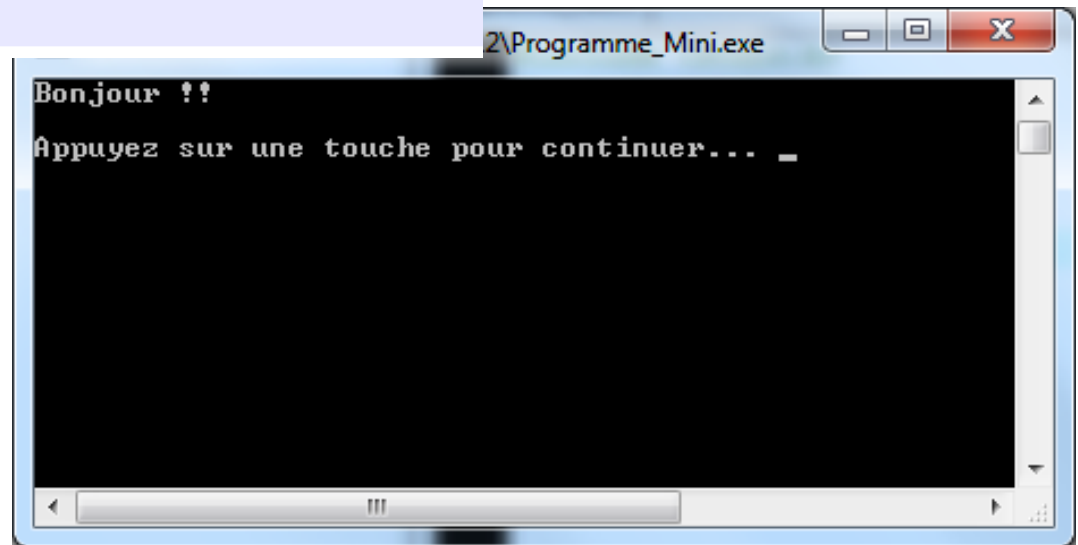 2\Programme_Mini.exe
Bonjour !!
Appuyez sur une touche pour continuer... _